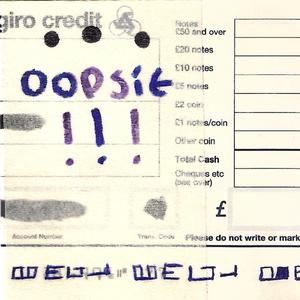 giro credit
Notes
£50 and over
£20 notes
£10 notes
£5 notes
£2 coin
£1 notes/coin
Other coin
Total Cash
Cheques etc
(see over)
OOPSIE
!!!
Account Number
Trans. Code
£
Please do not write or mark